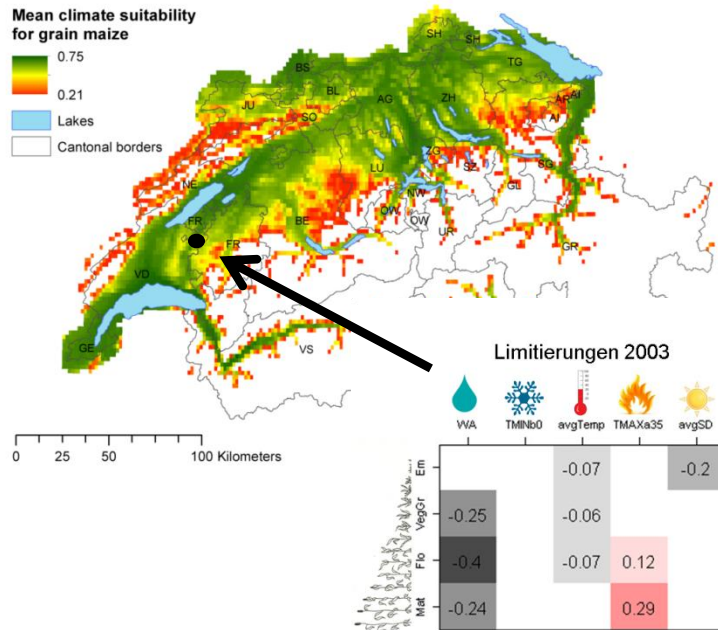 Mean climate suitability
for grain maize
0.75
0.21
Lakes
Cantonal borders
SH
SH
BS
TG
BL
AG
ZH
JU
SO
AR
AI
AI
ZG
LU
SZ
SG
NE
NW
GL
OW
FR
BE
OW
UR
FR
GR
VD
GE
VS
0 25 50 100 Kilometers
Limitierungen 2003
WA TMINb0 avgTemp TMAXa35 avgSD
Em -0.07 -0.2
VegGr -0.25 -0.06
Flo -0.4 -0.07 0.12
Mat -0.24 0.29